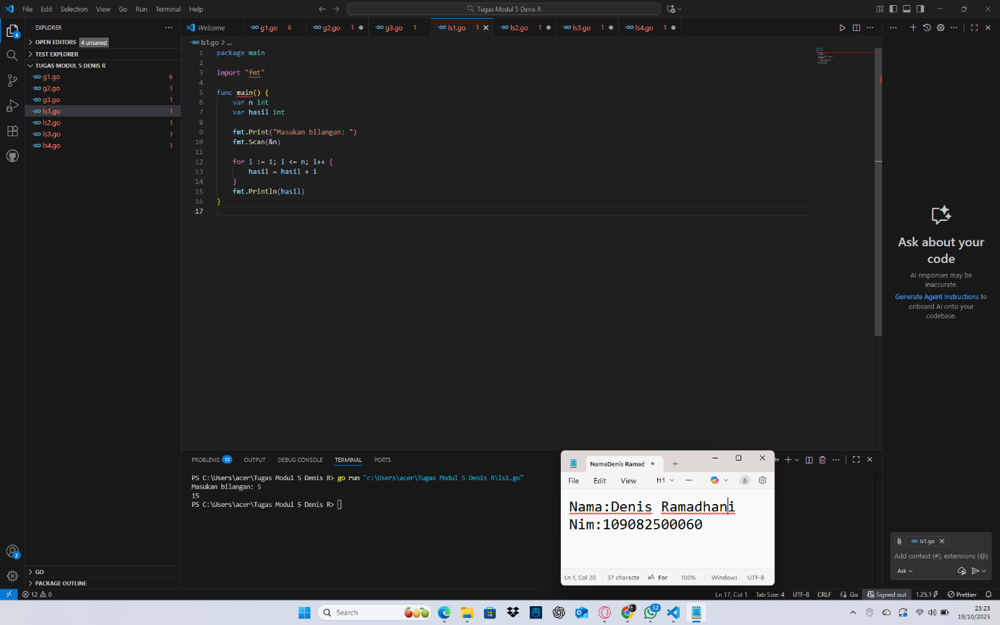 File Edit Selection View Go Run Terminal Help
Tugas Modul 5 Denis R
EXPLORER
OPEN EDITORS 4 unsaved
TEST EXPLORER
TUGAS MODUL 5 DENIS R
g1.go 6
g2.go 1
g3.go 1
ls1.go 1
ls2.go 1
ls3.go 1
ls4.go 1
GO
PACKAGE OUTLINE
4
2
Welcome g1.go 6 g2.go 1 g3.go 1 ls1.go 1 ls2.go 1 ls3.go 1 ls4.go 1
ls1.go > ...
1 package main
2
3 import "fmt"
4
5 func main() {
6 var n int
7 var hasil int
8
9 fmt.Print("Masukan bilangan: ")
10 fmt.Scan(&n)
11
12 for i := 1; i <= n; i++ {
13 hasil = hasil + i
14 }
15 fmt.Println(hasil)
16 }
17
PROBLEMS 12 OUTPUT DEBUG CONSOLE TERMINAL PORTS
PS C:\Users\acer\Tugas Modul 5 Denis R> go run "c:\Users\acer\Tugas Modul 5 Denis R\ls1.go"
Masukan bilangan: 5
15
PS C:\Users\acer\Tugas Modul 5 Denis R>
NamaDenis Ramad
File Edit View H1
Nama:Denis Ramadhani
Nim:109082500060
Ln 1, Col 20 37 characte For 100% Windows UTF-8
Ask about your
code
AI responses may be
inaccurate.
Generate Agent Instructions to
onboard AI onto your
codebase.
ls1.go
Add context (#), extensions (@)
Ask
12 0
Ln 17, Col 1 Tab Size: 4 UTF-8 CRLF Go Signed out 1.25.1 Prettier
Search
52
23:23
19/10/2025